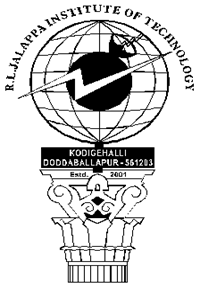 R.L.JALAPPA INSTITUTE OF TECHNOLOGY
KODIGEHALLI
DODDABALLAPUR - 561203
Estd. 2001